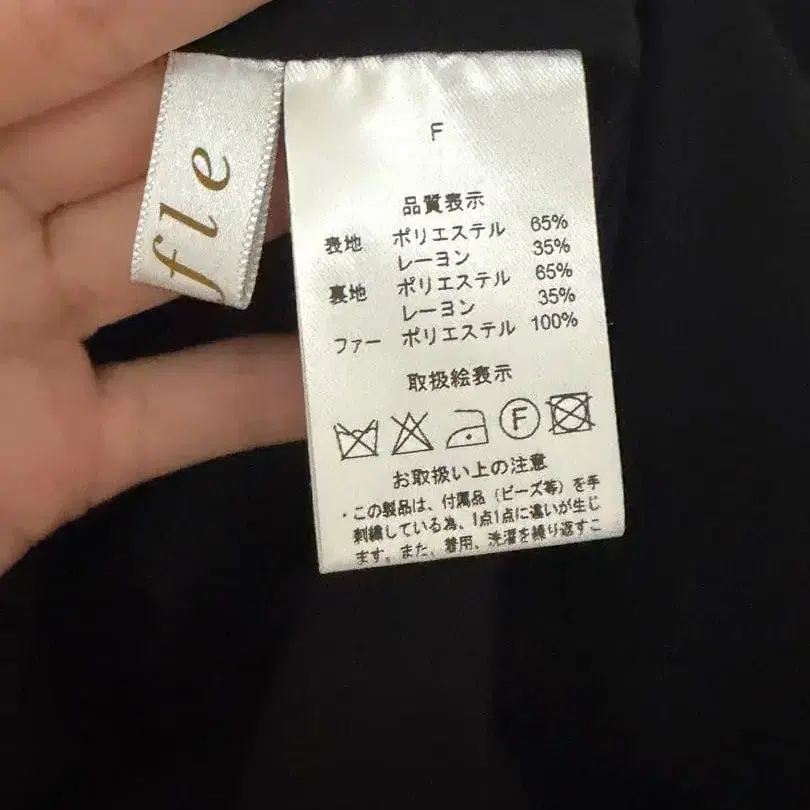 fle
F
品質表示
表地 ポリエステル 65%
レーヨン 35%
裏地 ポリエステル 65%
レーヨン 35%
ファー ポリエステル 100%
取扱絵表示
F
お取扱い上の注意
・この製品は、付属品（ビーズ等）を手
刺繍している為、1点1点に違いが生じ
ます。また、着用、洗濯を繰り返すこ